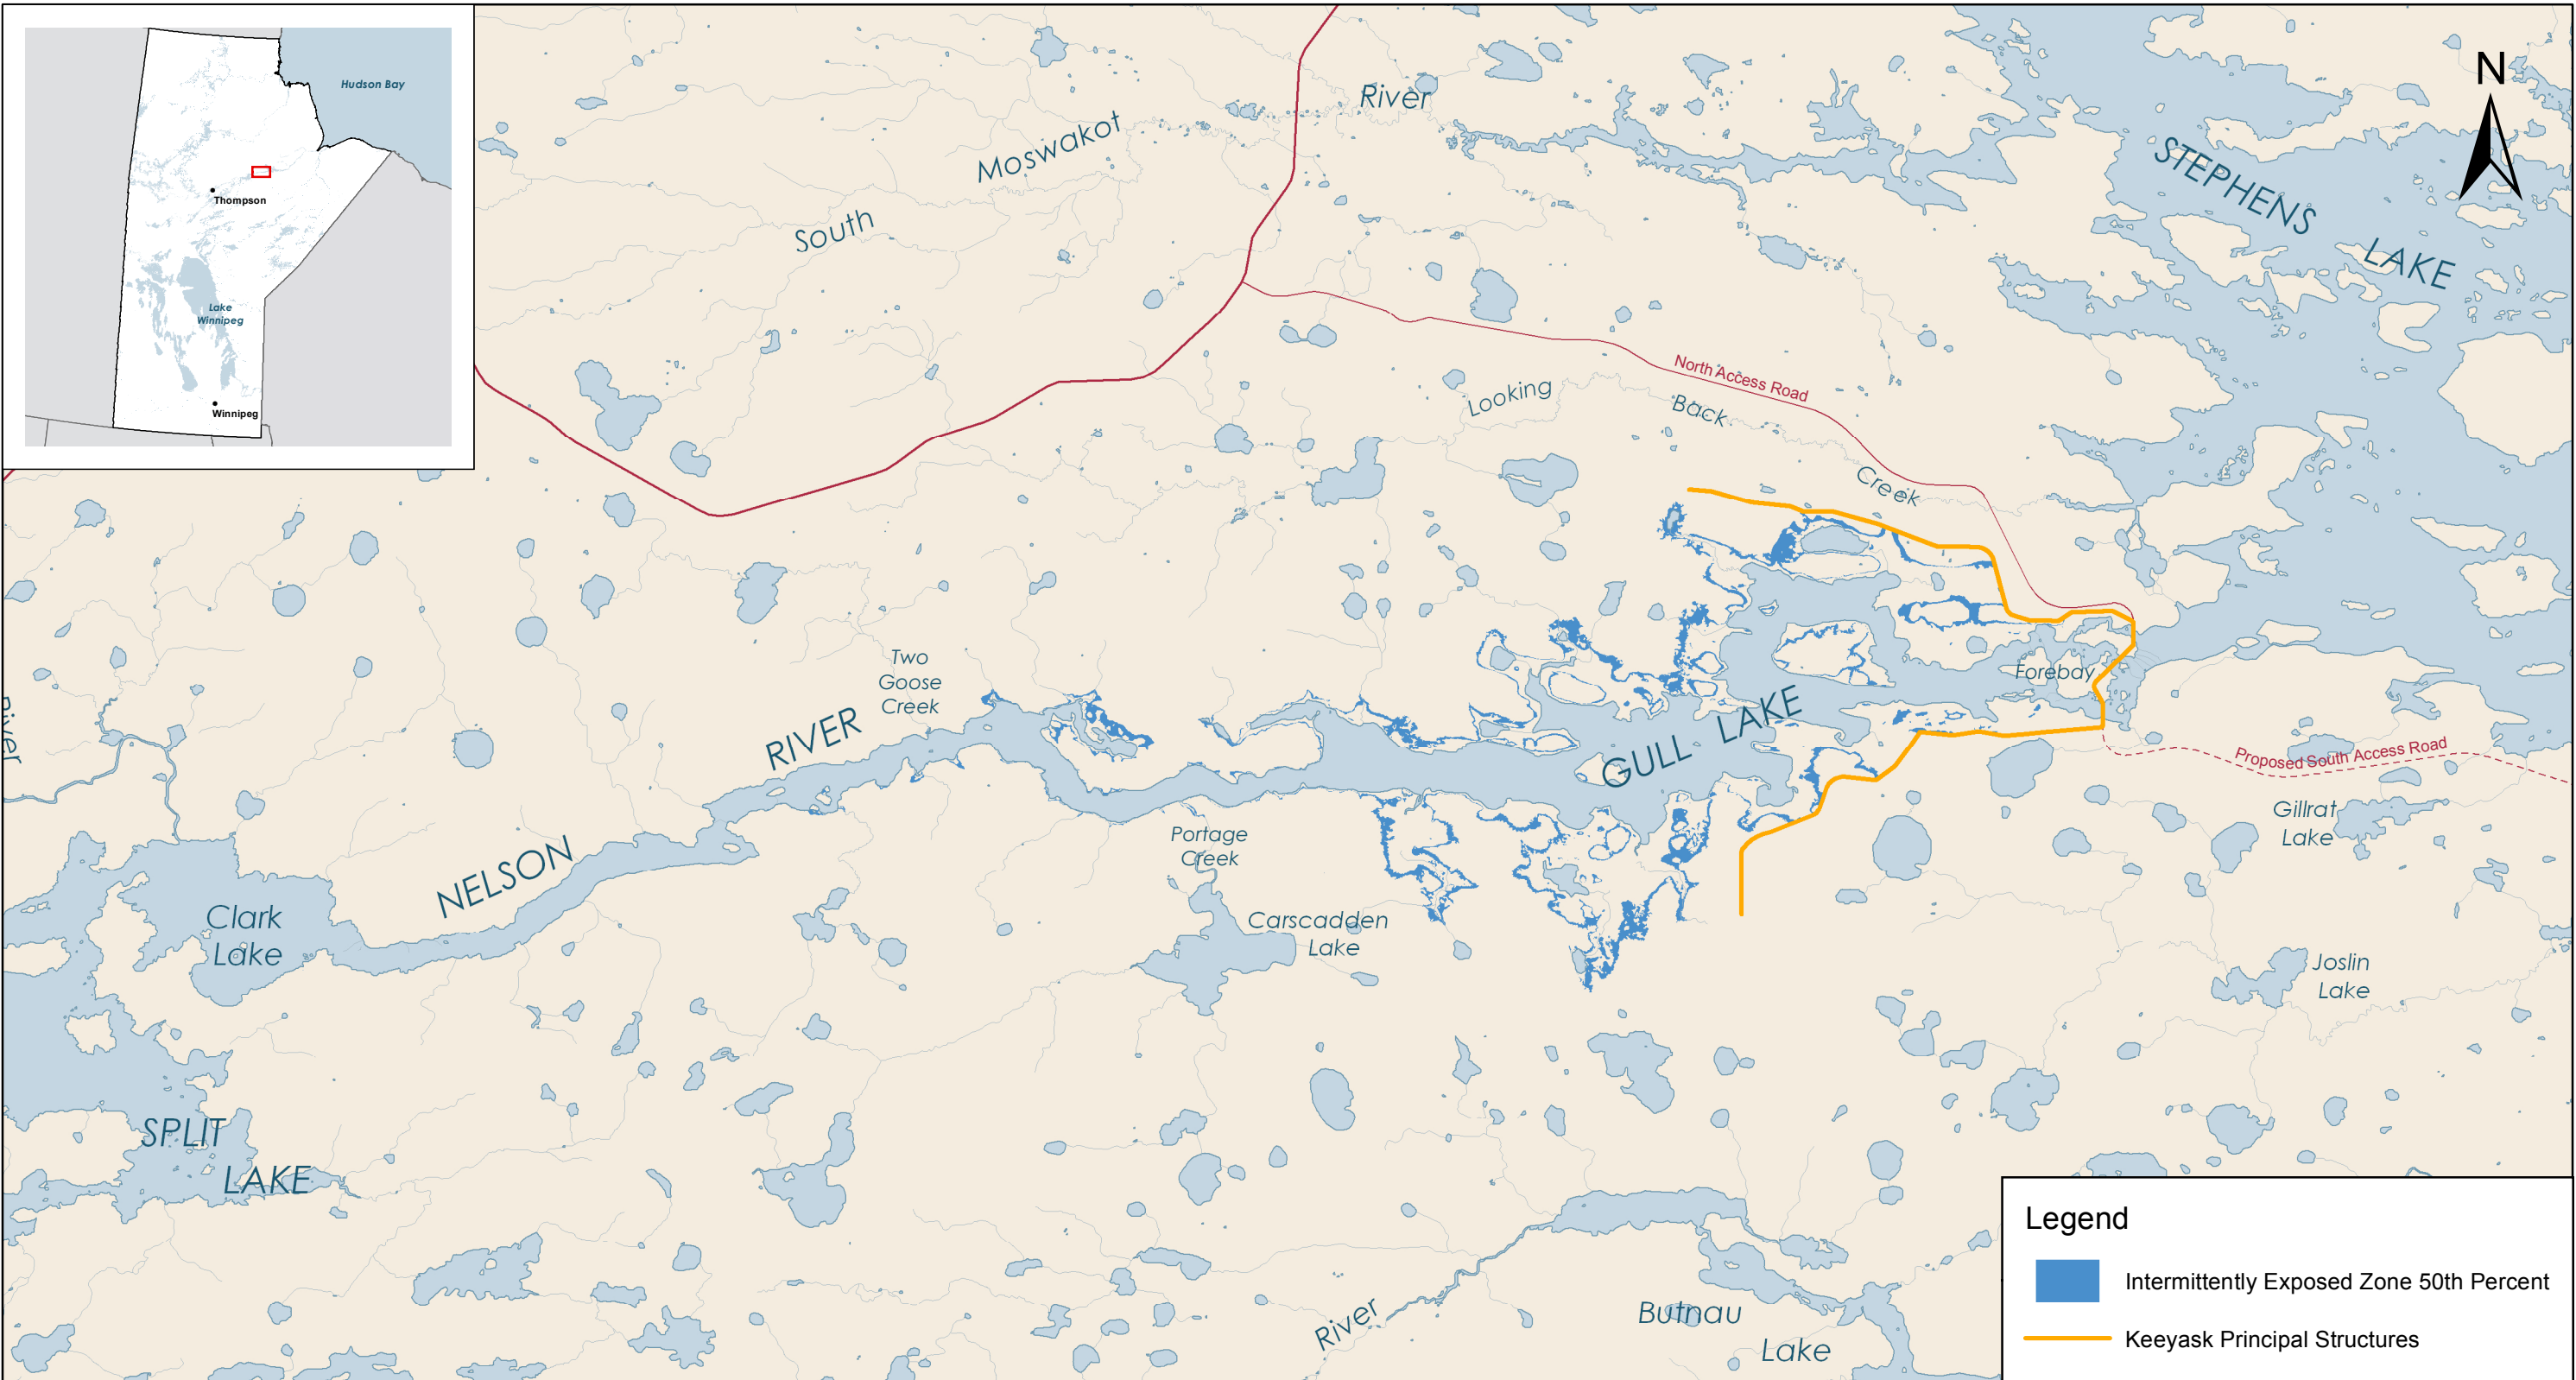 Hudson Bay
Thompson
Lake
Winnipeg
Winnipeg
N
River
Moswakot
South
STEPHENS
LAKE
North Access Road
Looking
Back
Creek
Two
Goose
Creek
Forebay
River
RIVER
GULL LAKE
Proposed South Access Road
Gillrat
Lake
Portage
Creek
NELSON
Clark
Lake
Carscadden
Lake
Joslin
Lake
SPLIT
LAKE
River
Butnau
Lake
Legend
Intermittently Exposed Zone 50th Percent
Keeyask Principal Structures